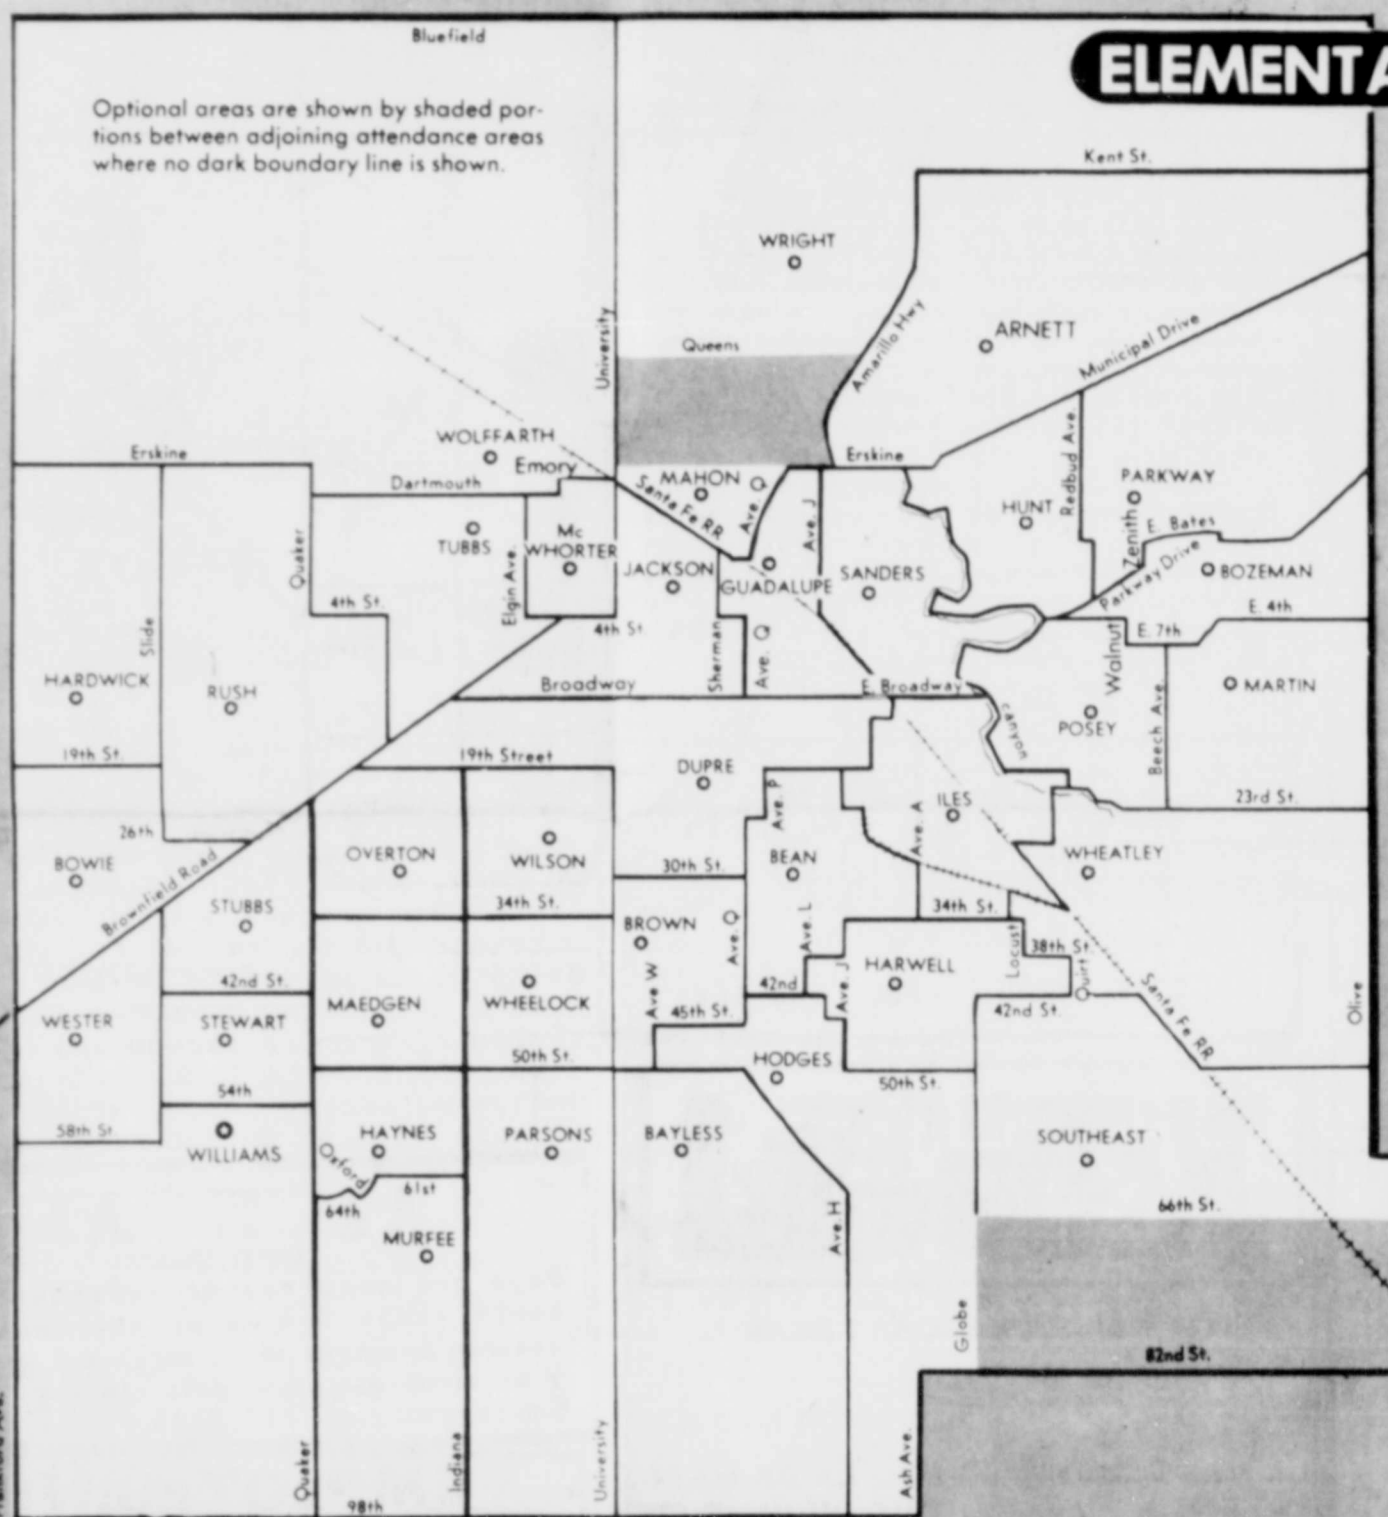 Bluefield
ELEMENTA
Optional areas are shown by shaded por-
tions between adjoining attendance areas
where no dark boundary line is shown.
Kent St.
WRIGHT
University
Queens
Amarillo Hwy
ARNETT
Municipal Drive
WOLFFARTH
Erskine
Emory
Dartmouth
Santa Fe RR
MAHON
Ave. Q
Erskine
Redbud Ave.
PARKWAY
HUNT
Zenith
E. Bates
Quaker
TUBBS
Elgin Ave.
Mc
WHORTER
JACKSON
GUADALUPE
Ave. J
SANDERS
Parkway Drive
BOZEMAN
4th St.
4th St.
E. 4th
E. 7th
Slide
Sherman
Ave. Q
Walnut
HARDWICK
RUSH
Broadway
E. Broadway
canyon
POSEY
Beech Ave.
MARTIN
19th St.
19th Street
DUPRE
Ave. P
ILES
Ave. A
23rd St.
26th
BOWIE
Brownfield Road
OVERTON
WILSON
30th St.
BEAN
WHEATLEY
STUBBS
34th St.
BROWN
Ave. Q
Ave. L
34th St.
Locust
38th St.
42nd St.
MAEDGEN
WHEELOCK
Ave W
42nd
Ave. J
HARWELL
Quirt
WESTER
STEWART
45th St.
42nd St.
Santa Fe RR
Olive
50th St.
HODGES
50th St.
54th
58th St.
WILLIAMS
HAYNES
Oxford
61st
64th
PARSONS
BAYLESS
SOUTHEAST
66th St.
MURFEE
Ave. H
Globe
82nd St.
Quaker
Indiana
University
Ash Ave.
98th